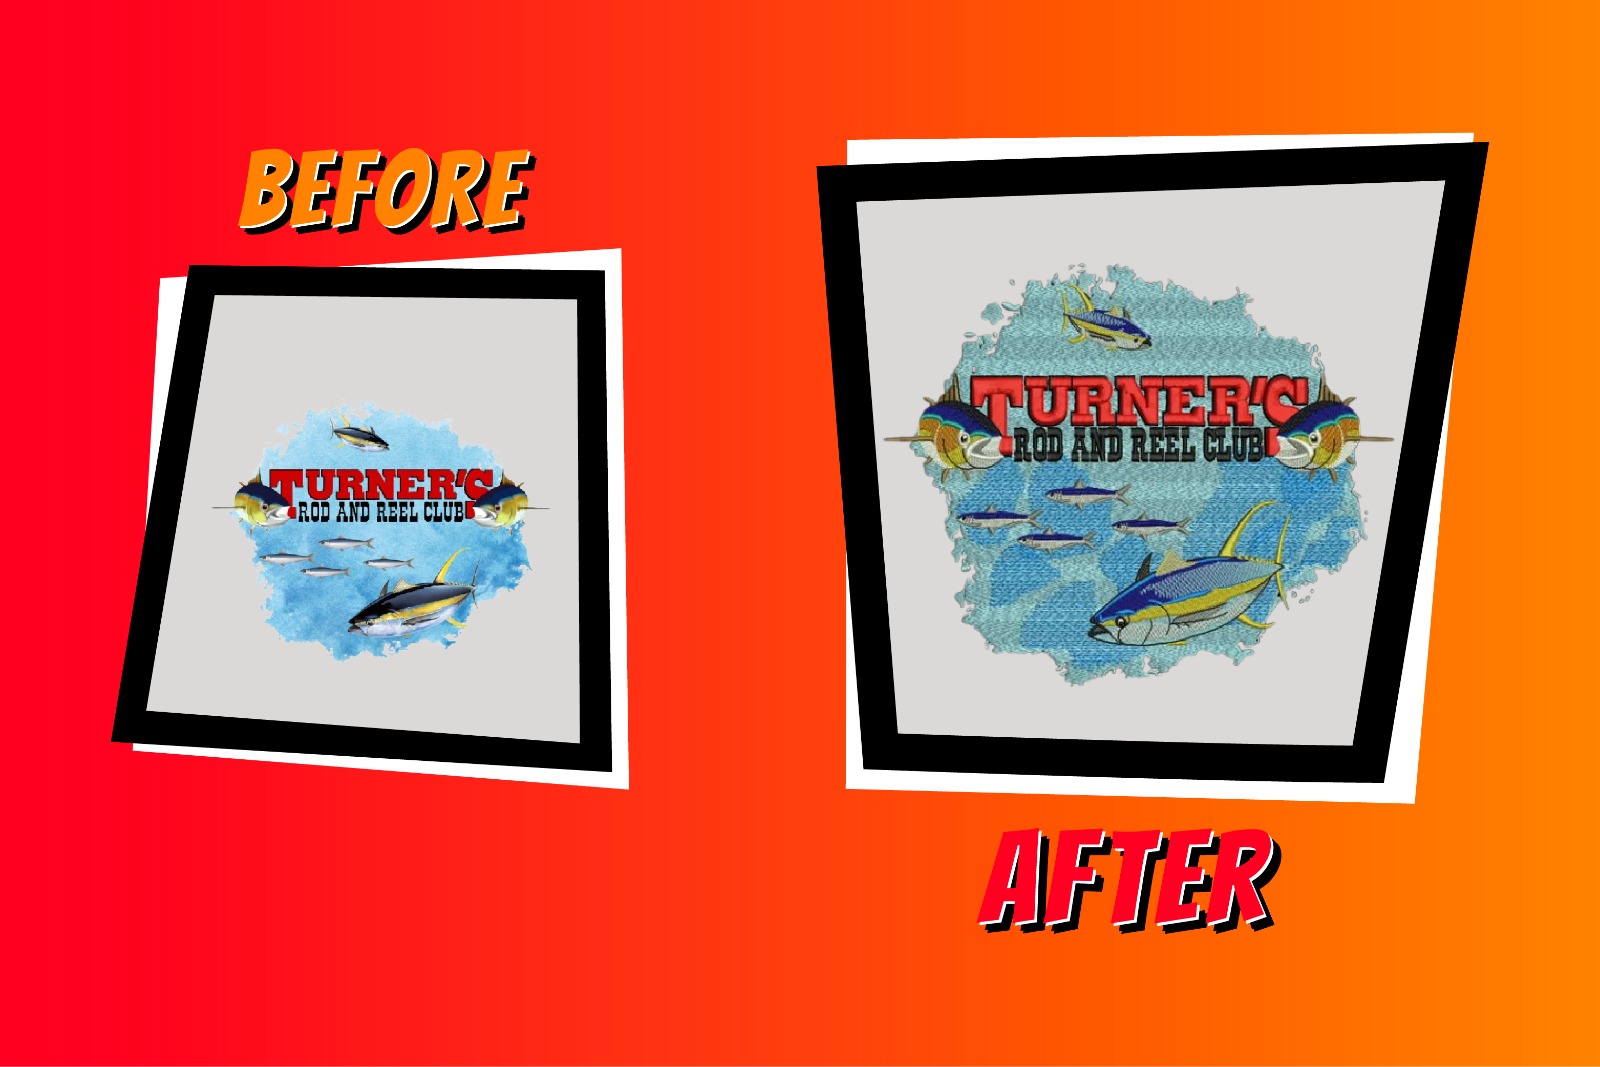 BEFORE
TURNER'S
ROD AND REEL CLUB
TURNER'S
ROD AND REEL CLUB
AFTER